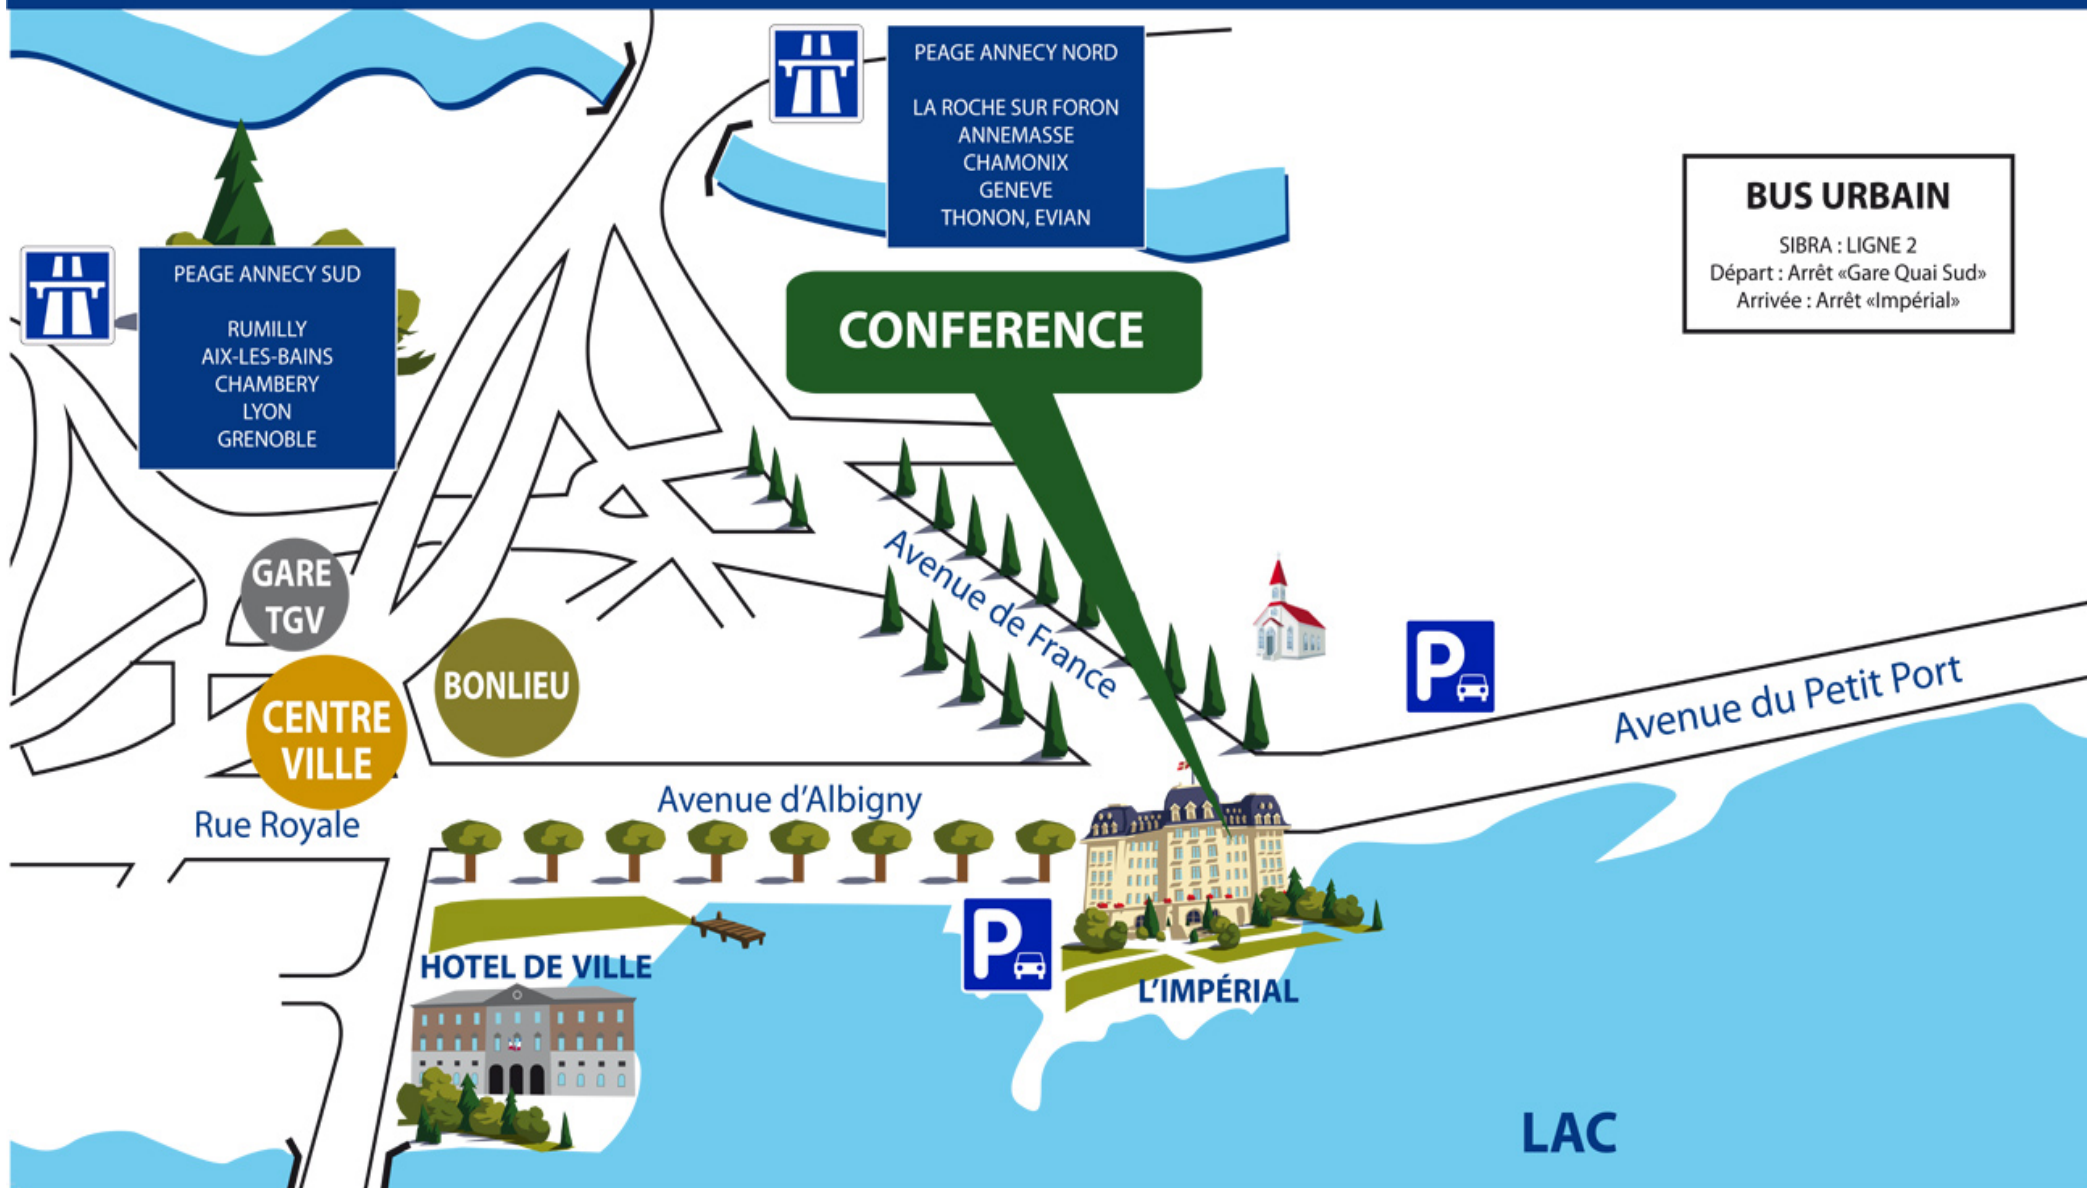 PEAGE ANNECY NORD
LA ROCHE SUR FORON
ANNEMASSE
CHAMONIX
GENEVE
THONON, EVIAN
BUS URBAIN
SIBRA : LIGNE 2
Départ : Arrêt «Gare Quai Sud»
Arrivée : Arrêt «Impérial»
PEAGE ANNECY SUD
RUMILLY
AIX-LES-BAINS
CHAMBERY
LYON
GRENOBLE
CONFERENCE
Avenue de France
GARE
TGV
BONLIEU
CENTRE
VILLE
P
Avenue du Petit Port
Avenue d'Albigny
Rue Royale
HOTEL DE VILLE
P
L'IMPÉRIAL
LAC